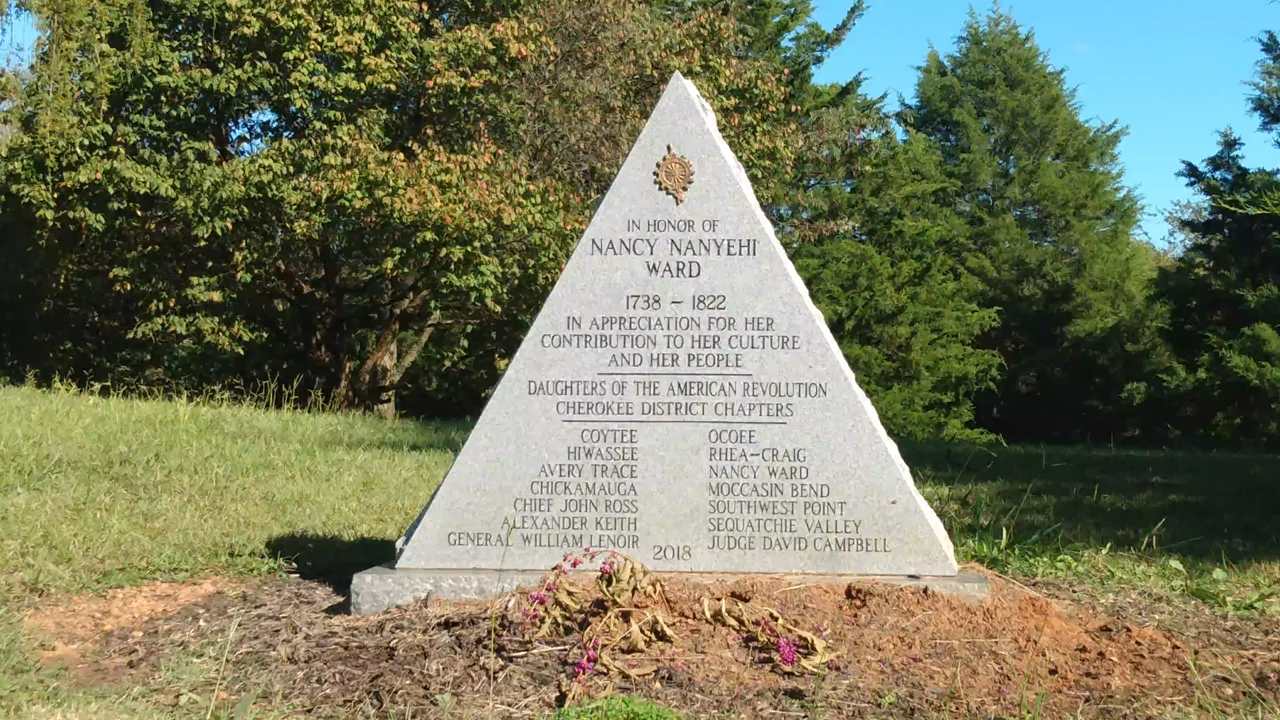 IN HONOR OF
NANCY NANYEHI
WARD
1738 – 1822
IN APPRECIATION FOR HER
CONTRIBUTION TO HER CULTURE
AND HER PEOPLE
DAUGHTERS OF THE AMERICAN REVOLUTION
CHEROKEE DISTRICT CHAPTERS
COYTEE OCOEE
HIWASSEE RHEA–CRAIG
AVERY TRACE NANCY WARD
CHICKAMAUGA MOCCASIN BEND
CHIEF JOHN ROSS SOUTHWEST POINT
ALEXANDER KEITH SEQUATCHIE VALLEY
GENERAL WILLIAM LENOIR JUDGE DAVID CAMPBELL
2018